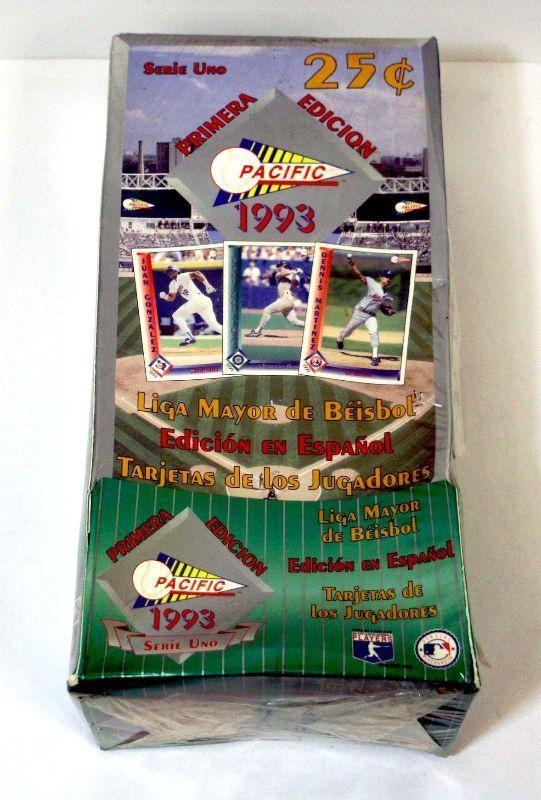 Serie Uno
25¢
PRIMERA EDICION
PACIFIC
1993
JUAN GONZALEZ
DENNIS MARTINEZ
Liga Mayor de Béisbol
Edición en Español
Tarjetas de los Jugadores
PRIMERA EDICION
PACIFIC
1993
Serie Uno
Liga Mayor
de Béisbol
Edición en Español
Tarjetas de
los Jugadores
PLAYERS